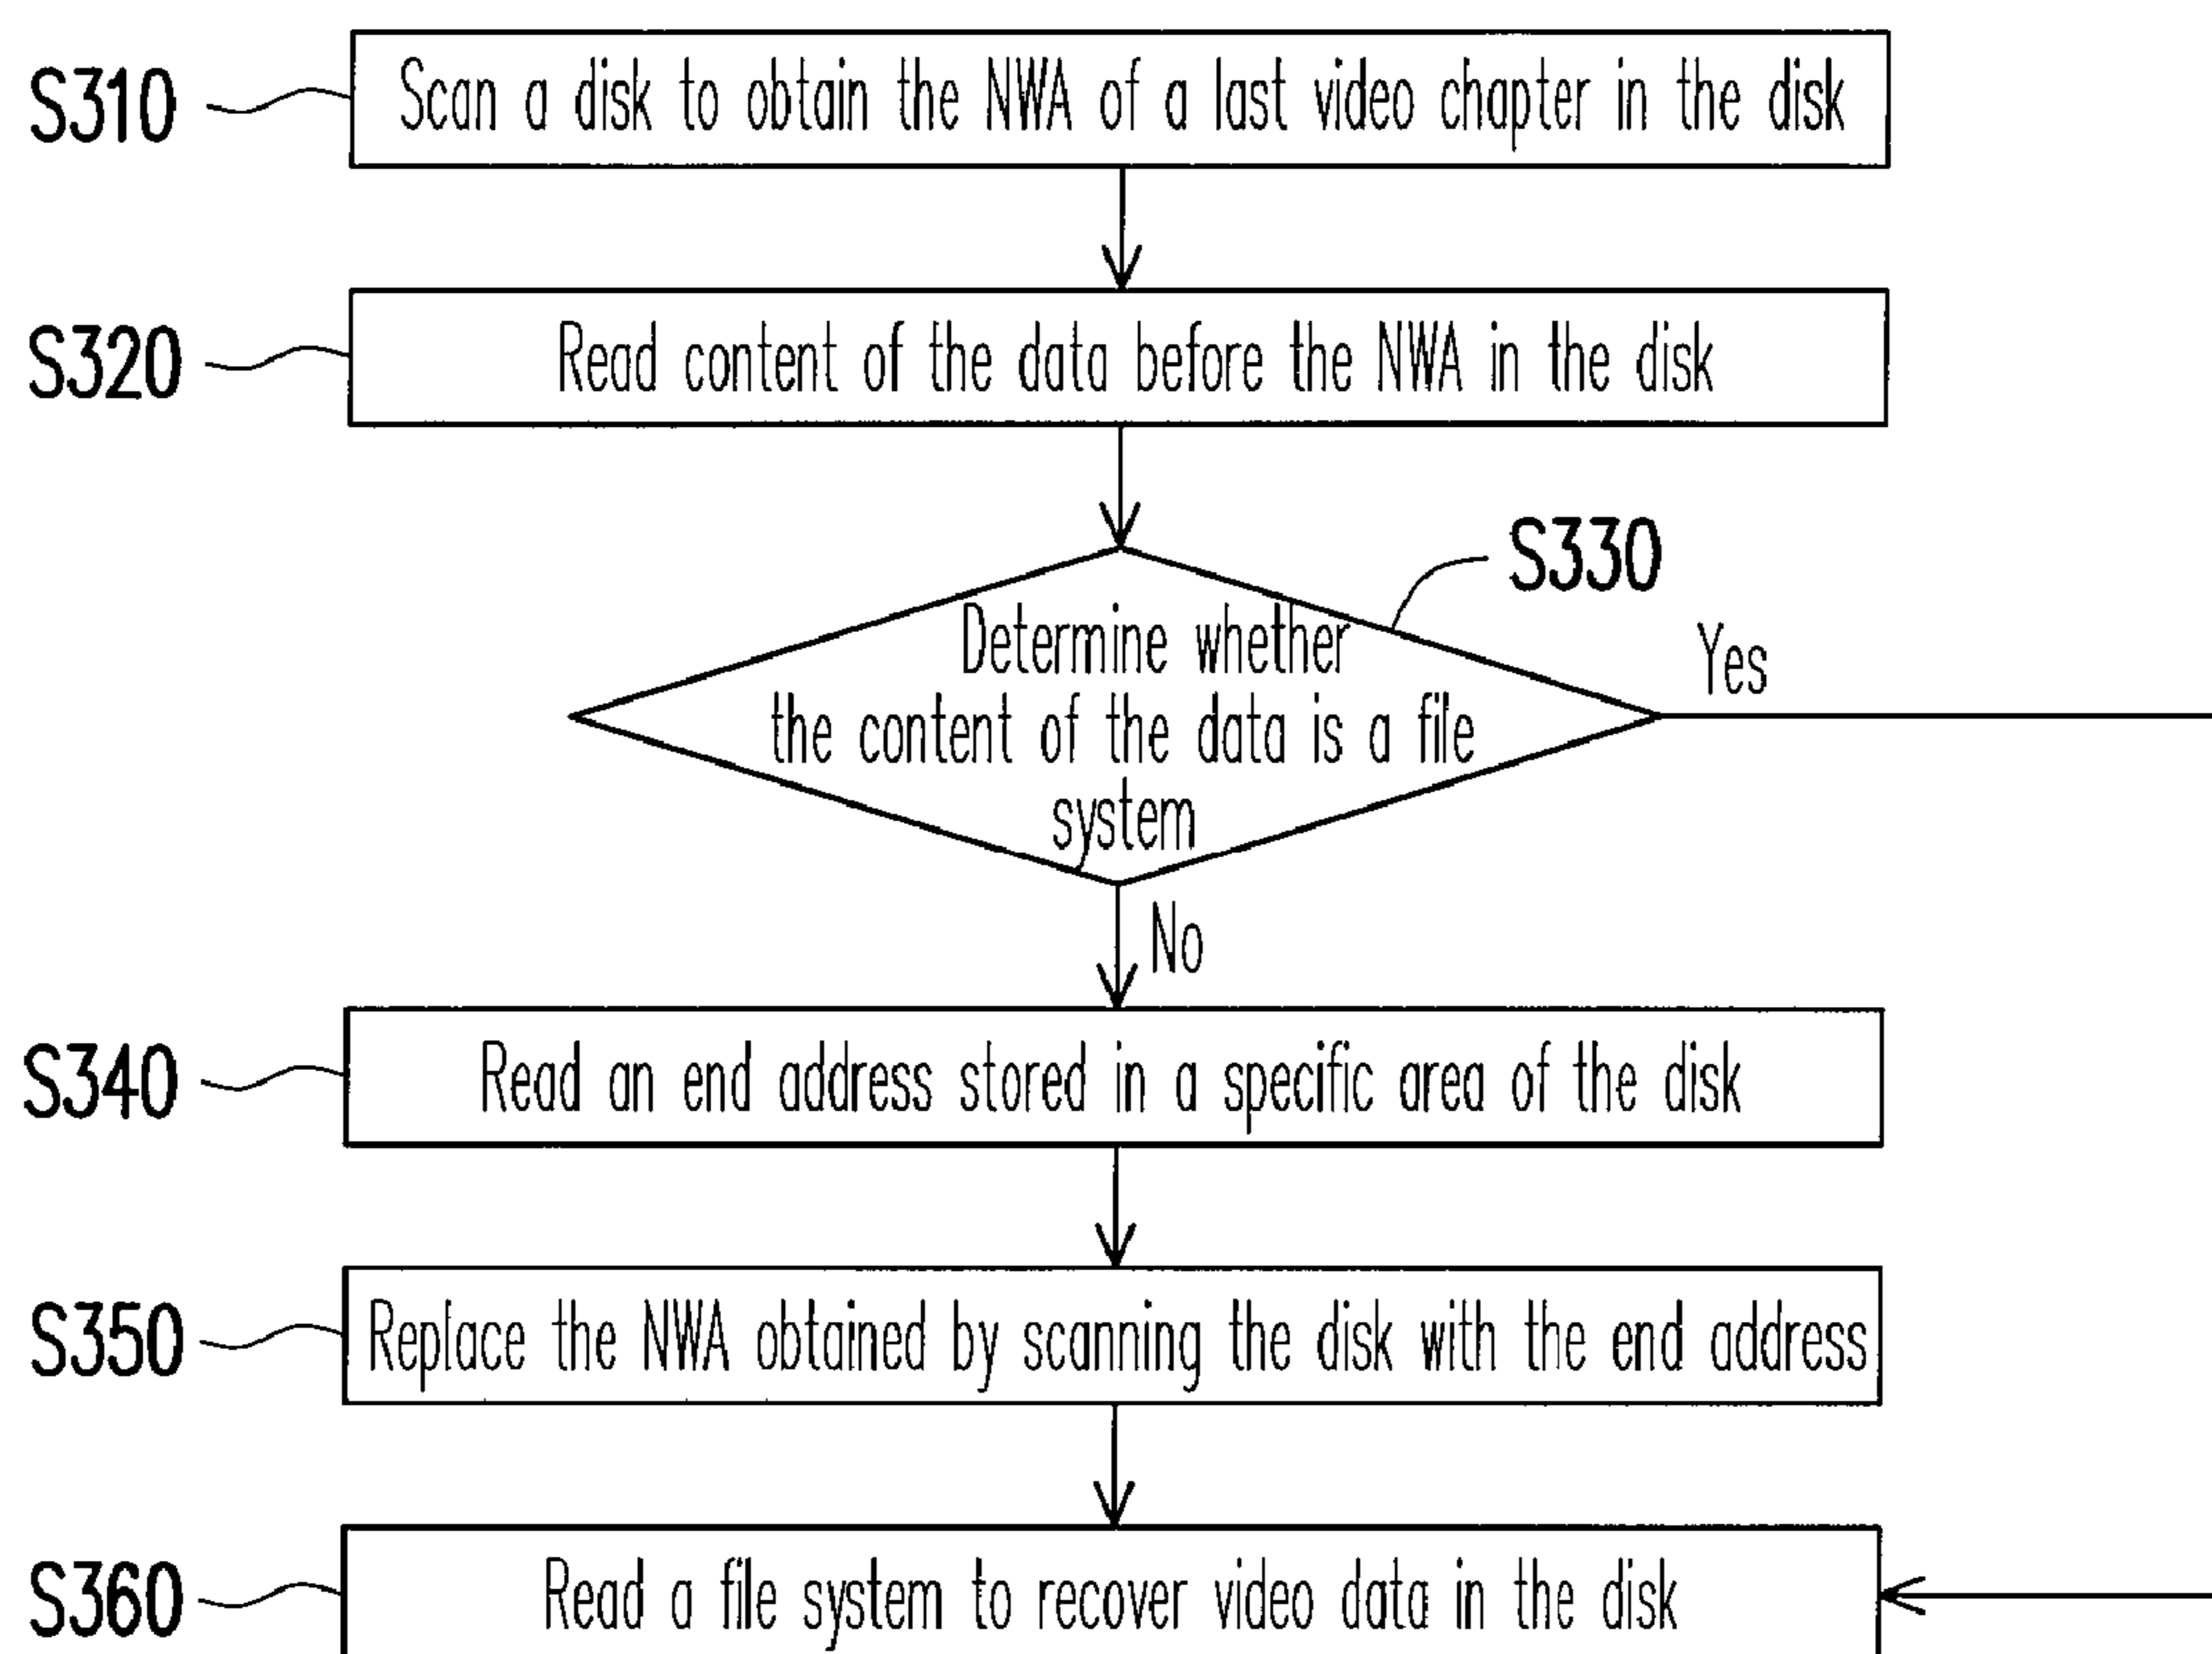 S310
Scan a disk to obtain the NWA of a last video chapter in the disk
S320
Read content of the data before the NWA in the disk
S330
Determine whether
the content of the data is a file
system
Yes
No
S340
Read an end address stored in a specific area of the disk
S350
Replace the NWA obtained by scanning the disk with the end address
S360
Read a file system to recover video data in the disk